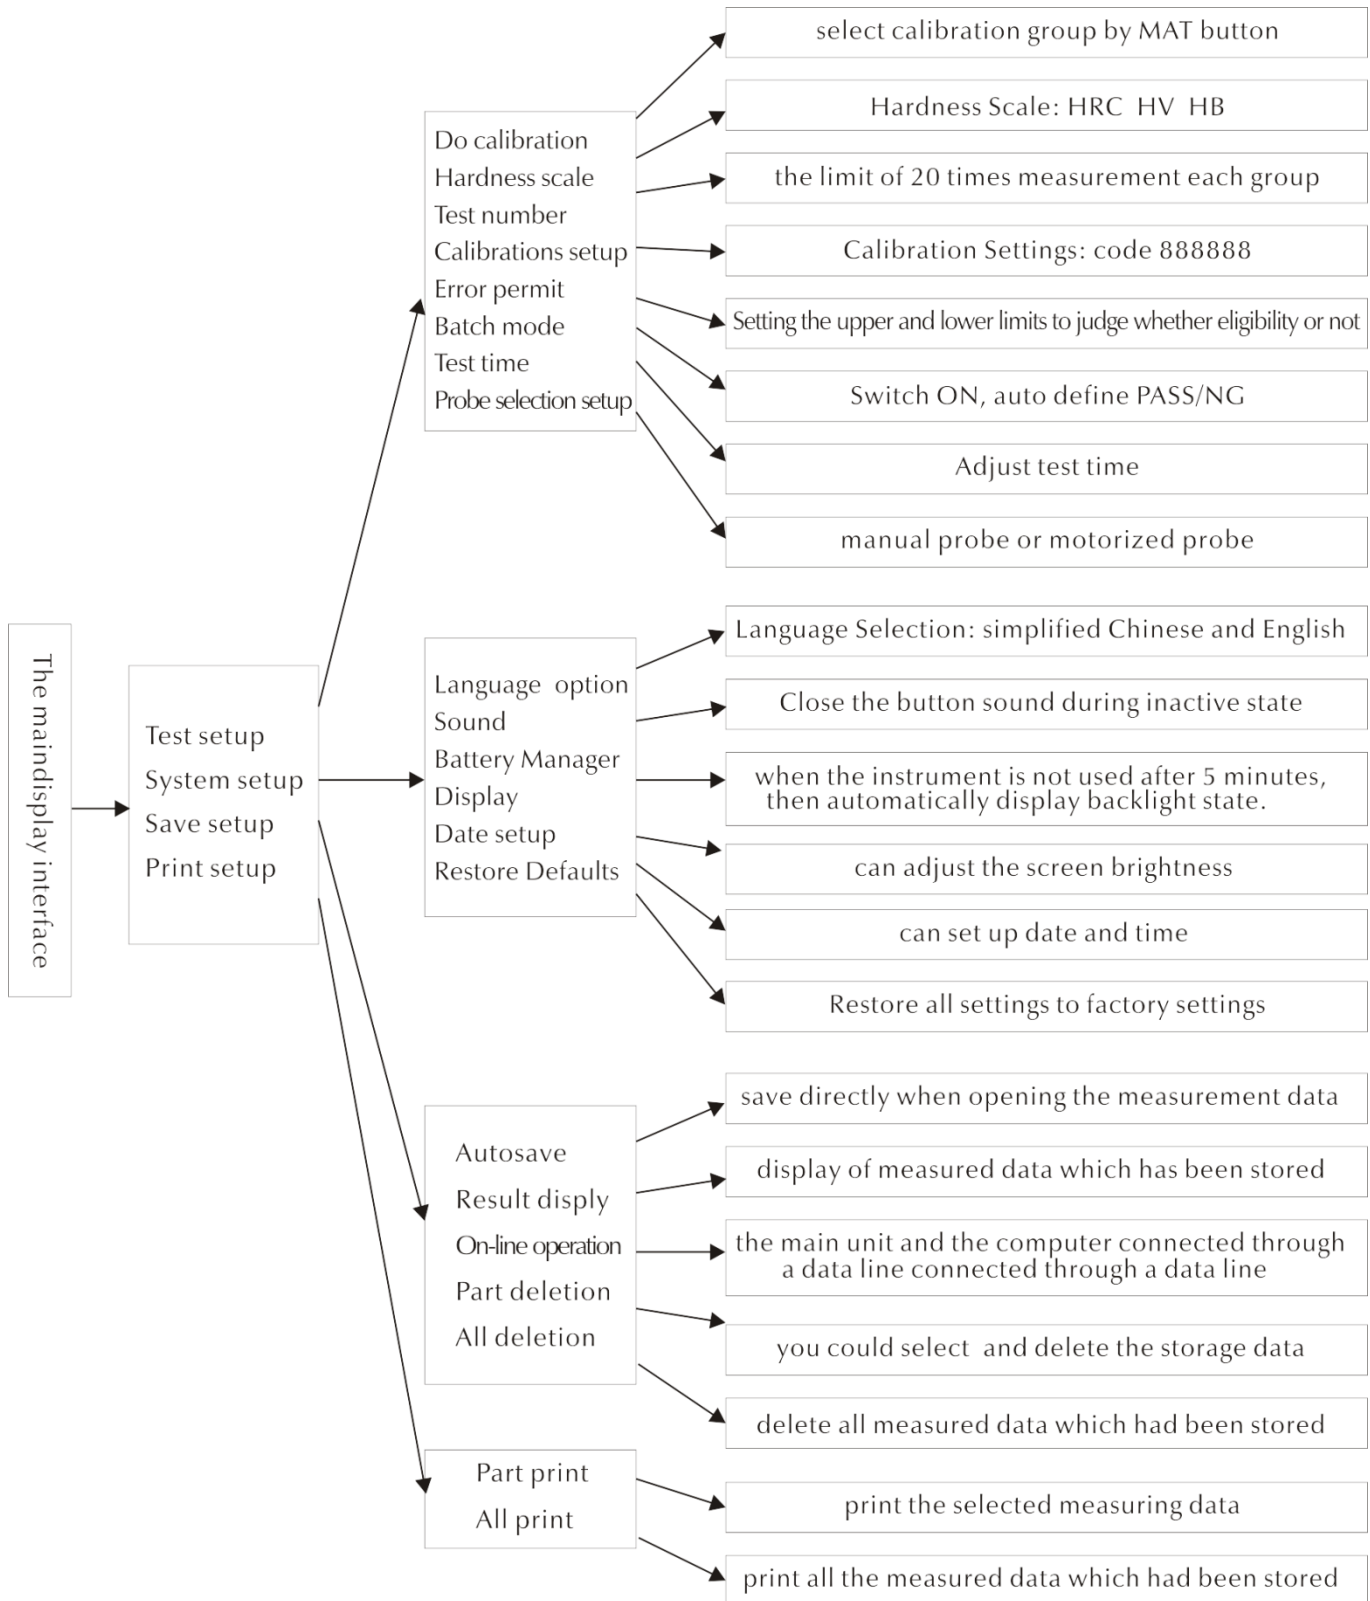 The maindisplay interface
Test setup
System setup
Save setup
Print setup
Do calibration
Hardness scale
Test number
Calibrations setup
Error permit
Batch mode
Test time
Probe selection setup
select calibration group by MAT button
Hardness Scale: HRC HV HB
the limit of 20 times measurement each group
Calibration Settings: code 888888
Setting the upper and lower limits to judge whether eligibility or not
Switch ON, auto define PASS/NG
Adjust test time
manual probe or motorized probe
Language option
Sound
Battery Manager
Display
Date setup
Restore Defaults
Language Selection: simplified Chinese and English
Close the button sound during inactive state
when the instrument is not used after 5 minutes,
then automatically display backlight state.
can adjust the screen brightness
can set up date and time
Restore all settings to factory settings
Autosave
Result disply
On-line operation
Part deletion
All deletion
save directly when opening the measurement data
display of measured data which has been stored
the main unit and the computer connected through
a data line connected through a data line
you could select and delete the storage data
delete all measured data which had been stored
Part print
All print
print the selected measuring data
print all the measured data which had been stored